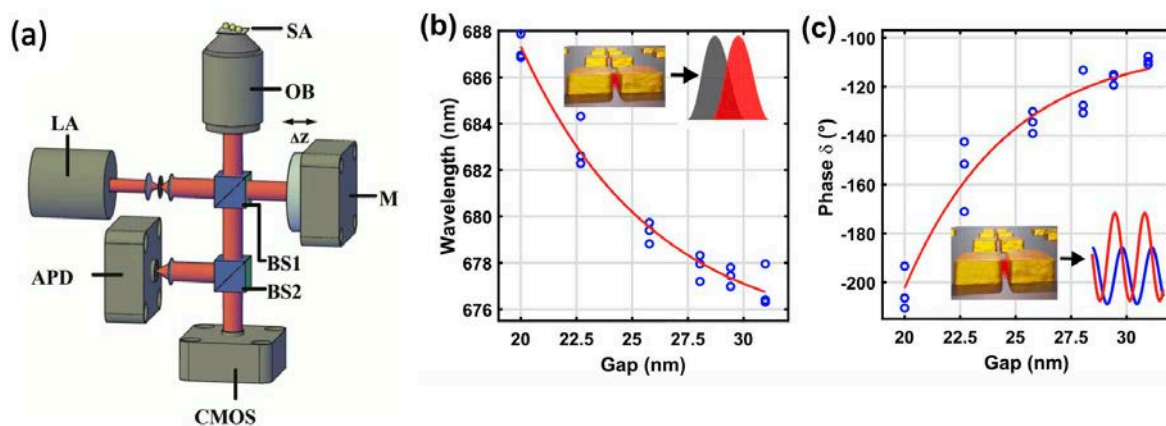 (a)
SA
OB
LA
ΔZ
M
APD
BS1
BS2
CMOS
(b)
688
686
684
682
680
678
676
Wavelength (nm)
20 22.5 25 27.5 30
Gap (nm)
(c)
-100
-120
-140
-160
-180
-200
Phase δ (°)
20 22.5 25 27.5 30
Gap (nm)